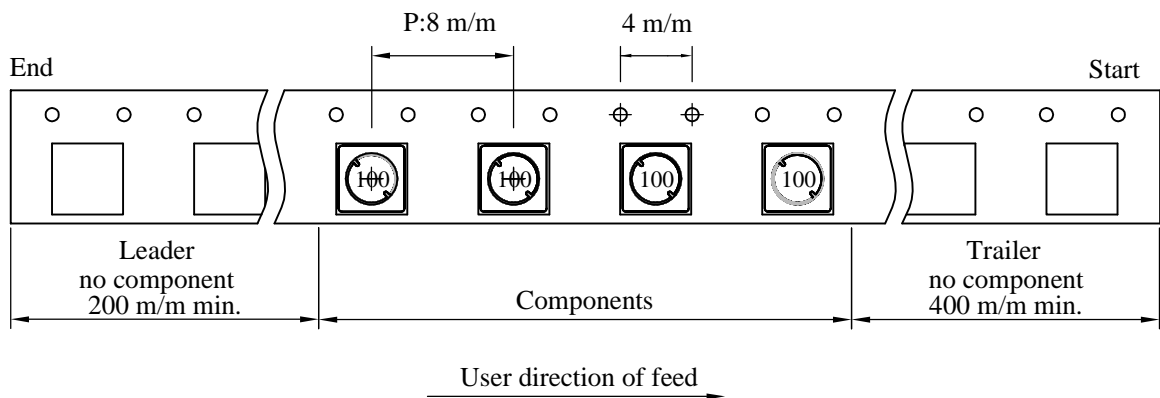 P:8 m/m
4 m/m
End
Start
100
100
100
100
Leader
no component
200 m/m min.
Components
Trailer
no component
400 m/m min.
User direction of feed